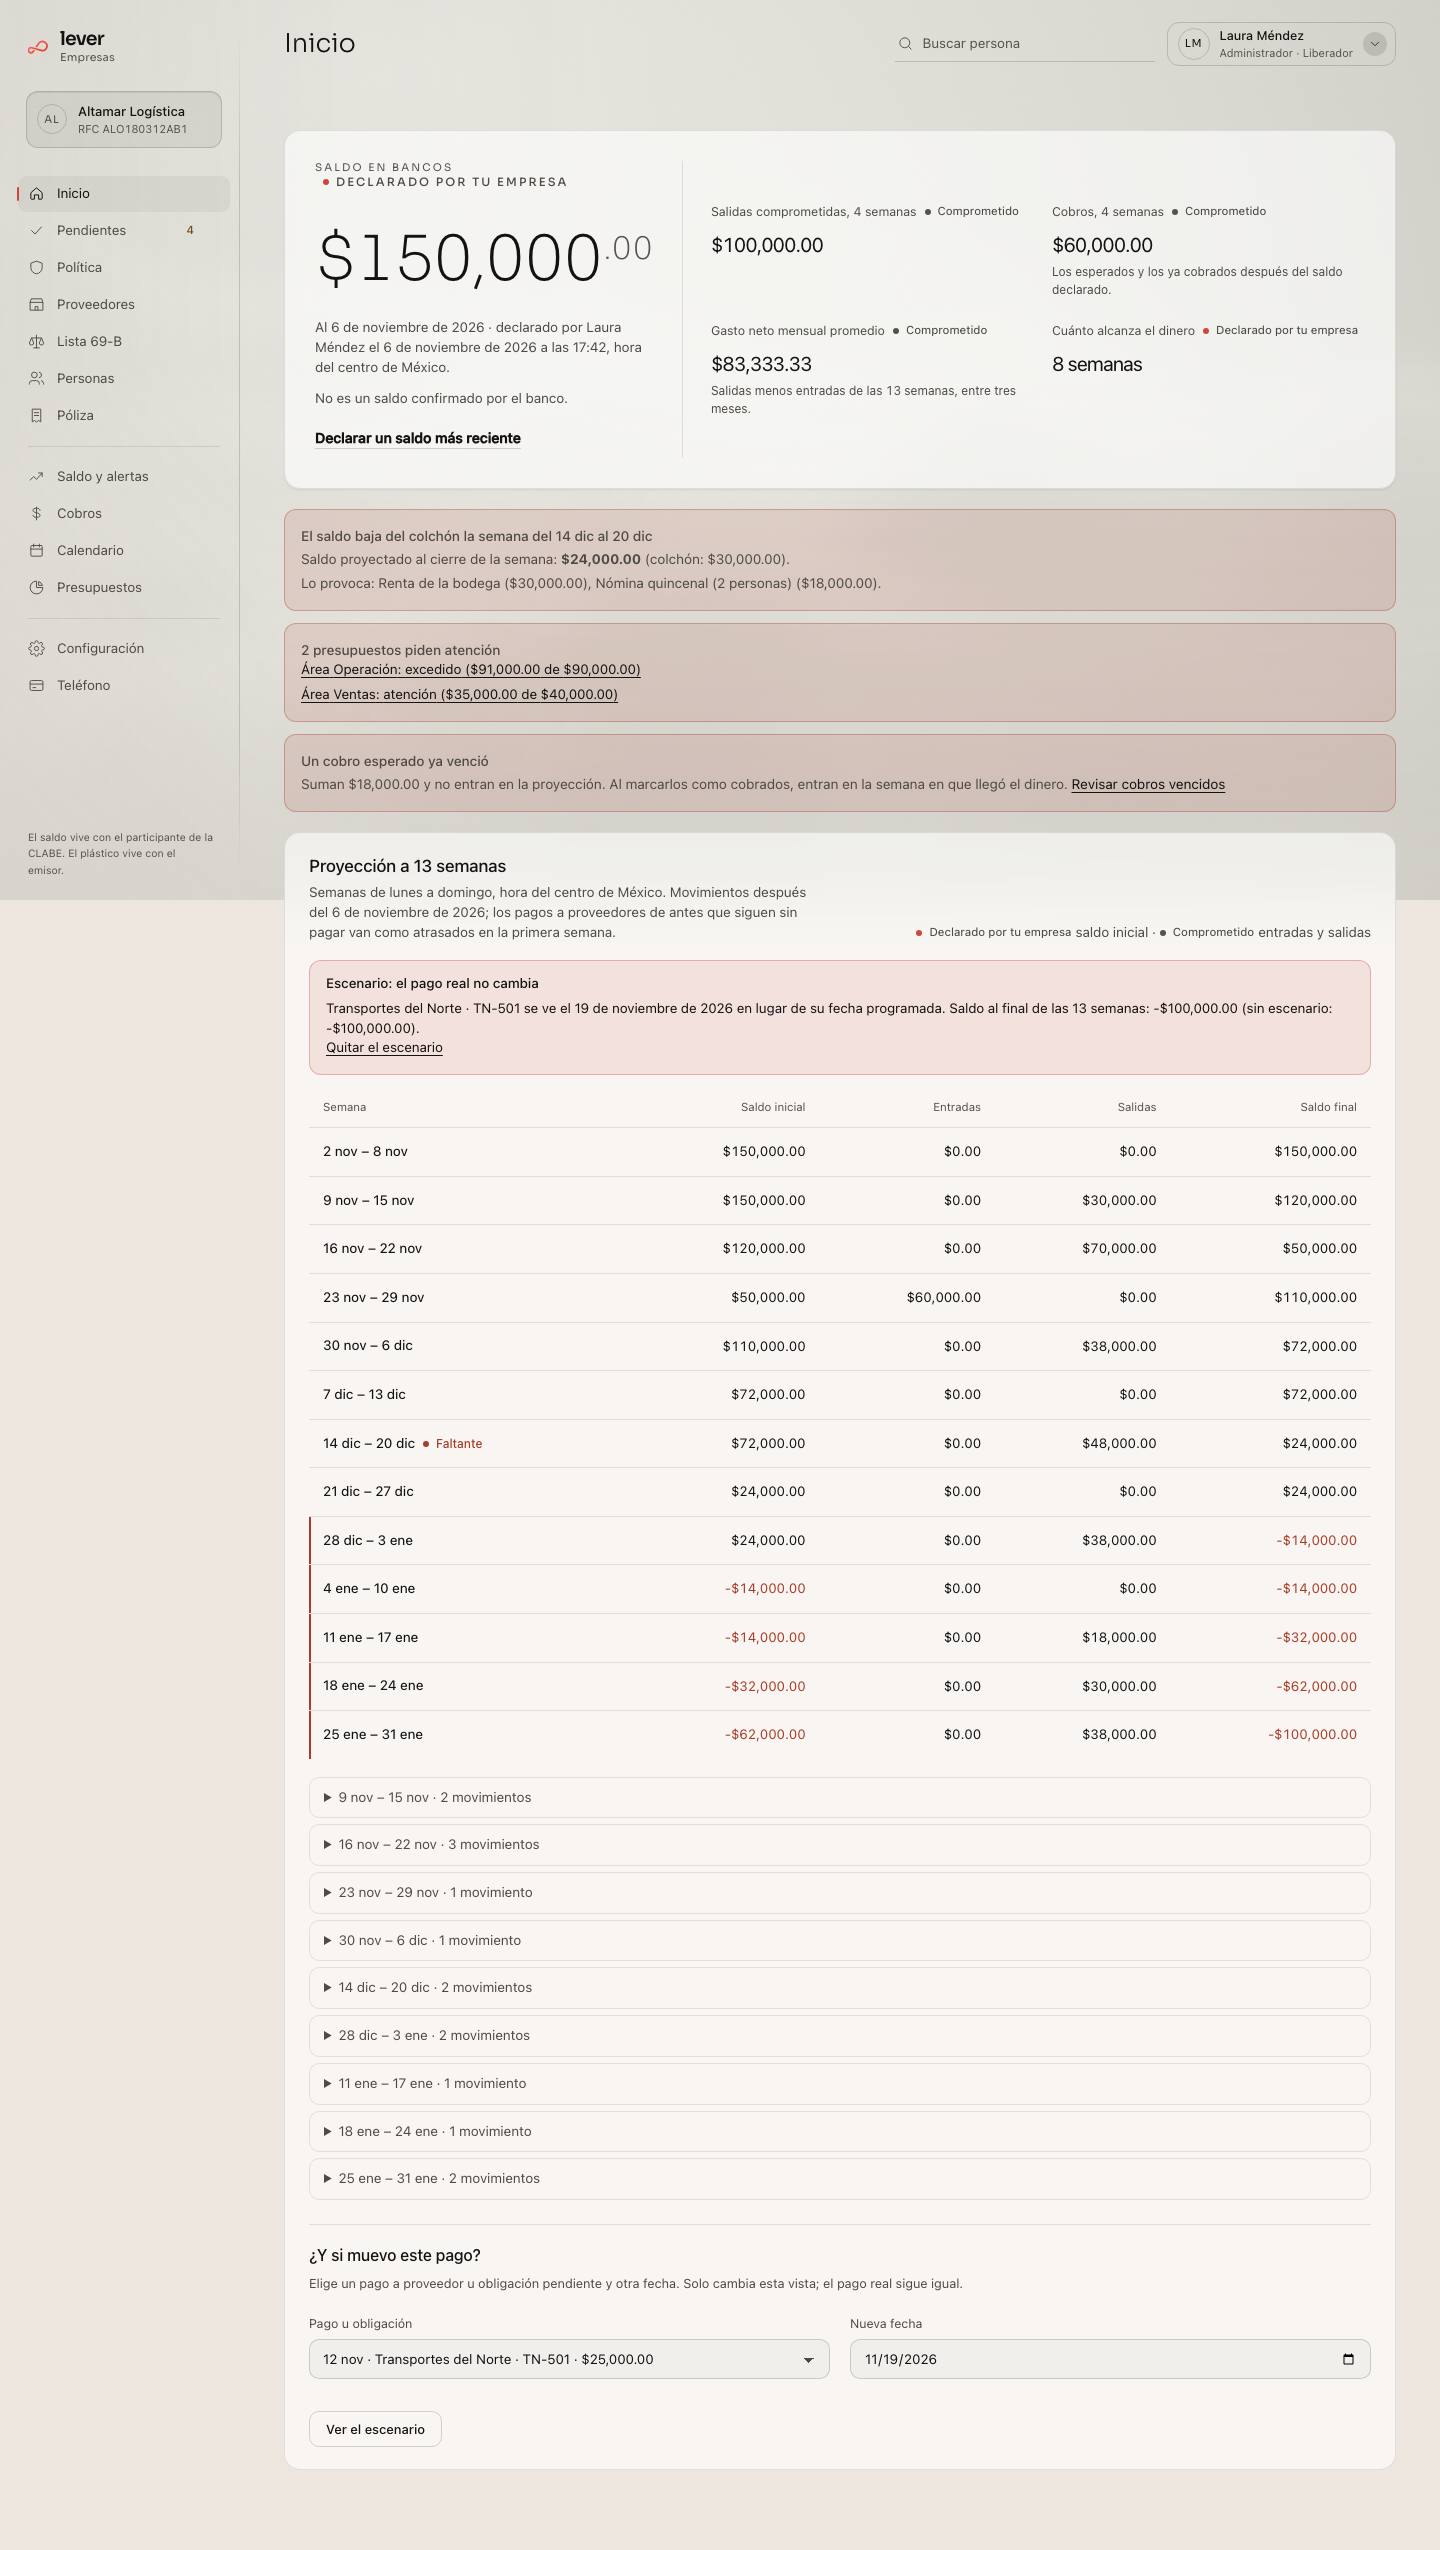 lever
Empresas
AL
Altamar Logística
RFC ALO180312AB1
Inicio
Pendientes 4
Política
Proveedores
Lista 69-B
Personas
Póliza
Saldo y alertas
Cobros
Calendario
Presupuestos
Configuración
Teléfono
El saldo vive con el participante de la
CLABE. El plástico vive con el
emisor.
Inicio
Buscar persona
LM
Laura Méndez
Administrador · Liberador
SALDO EN BANCOS
DECLARADO POR TU EMPRESA
$150,000.00
Al 6 de noviembre de 2026 · declarado por Laura
Méndez el 6 de noviembre de 2026 a las 17:42, hora
del centro de México.
No es un saldo confirmado por el banco.
Declarar un saldo más reciente
Salidas comprometidas, 4 semanas Comprometido
$100,000.00
Cobros, 4 semanas Comprometido
$60,000.00
Los esperados y los ya cobrados después del saldo
declarado.
Gasto neto mensual promedio Comprometido
$83,333.33
Salidas menos entradas de las 13 semanas, entre tres
meses.
Cuánto alcanza el dinero Declarado por tu empresa
8 semanas
El saldo baja del colchón la semana del 14 dic al 20 dic
Saldo proyectado al cierre de la semana: $24,000.00 (colchón: $30,000.00).
Lo provoca: Renta de la bodega ($30,000.00), Nómina quincenal (2 personas) ($18,000.00).
2 presupuestos piden atención
Área Operación: excedido ($91,000.00 de $90,000.00)
Área Ventas: atención ($35,000.00 de $40,000.00)
Un cobro esperado ya venció
Suman $18,000.00 y no entran en la proyección. Al marcarlos como cobrados, entran en la semana en que llegó el dinero. Revisar cobros vencidos
Proyección a 13 semanas
Semanas de lunes a domingo, hora del centro de México. Movimientos después
del 6 de noviembre de 2026; los pagos a proveedores de antes que siguen sin
pagar van como atrasados en la primera semana.
Declarado por tu empresa saldo inicial · Comprometido entradas y salidas
Escenario: el pago real no cambia
Transportes del Norte · TN-501 se ve el 19 de noviembre de 2026 en lugar de su fecha programada. Saldo al final de las 13 semanas: -$100,000.00 (sin escenario:
-$100,000.00).
Quitar el escenario
Semana Saldo inicial Entradas Salidas Saldo final
2 nov – 8 nov $150,000.00 $0.00 $0.00 $150,000.00
9 nov – 15 nov $150,000.00 $0.00 $30,000.00 $120,000.00
16 nov – 22 nov $120,000.00 $0.00 $70,000.00 $50,000.00
23 nov – 29 nov $50,000.00 $60,000.00 $0.00 $110,000.00
30 nov – 6 dic $110,000.00 $0.00 $38,000.00 $72,000.00
7 dic – 13 dic $72,000.00 $0.00 $0.00 $72,000.00
14 dic – 20 dic Faltante $72,000.00 $0.00 $48,000.00 $24,000.00
21 dic – 27 dic $24,000.00 $0.00 $0.00 $24,000.00
28 dic – 3 ene $24,000.00 $0.00 $38,000.00 -$14,000.00
4 ene – 10 ene -$14,000.00 $0.00 $0.00 -$14,000.00
11 ene – 17 ene -$14,000.00 $0.00 $18,000.00 -$32,000.00
18 ene – 24 ene -$32,000.00 $0.00 $30,000.00 -$62,000.00
25 ene – 31 ene -$62,000.00 $0.00 $38,000.00 -$100,000.00
9 nov – 15 nov · 2 movimientos
16 nov – 22 nov · 3 movimientos
23 nov – 29 nov · 1 movimiento
30 nov – 6 dic · 1 movimiento
14 dic – 20 dic · 2 movimientos
28 dic – 3 ene · 2 movimientos
11 ene – 17 ene · 1 movimiento
18 ene – 24 ene · 1 movimiento
25 ene – 31 ene · 2 movimientos
¿Y si muevo este pago?
Elige un pago a proveedor u obligación pendiente y otra fecha. Solo cambia esta vista; el pago real sigue igual.
Pago u obligación
12 nov · Transportes del Norte · TN-501 · $25,000.00
Nueva fecha
11/19/2026
Ver el escenario